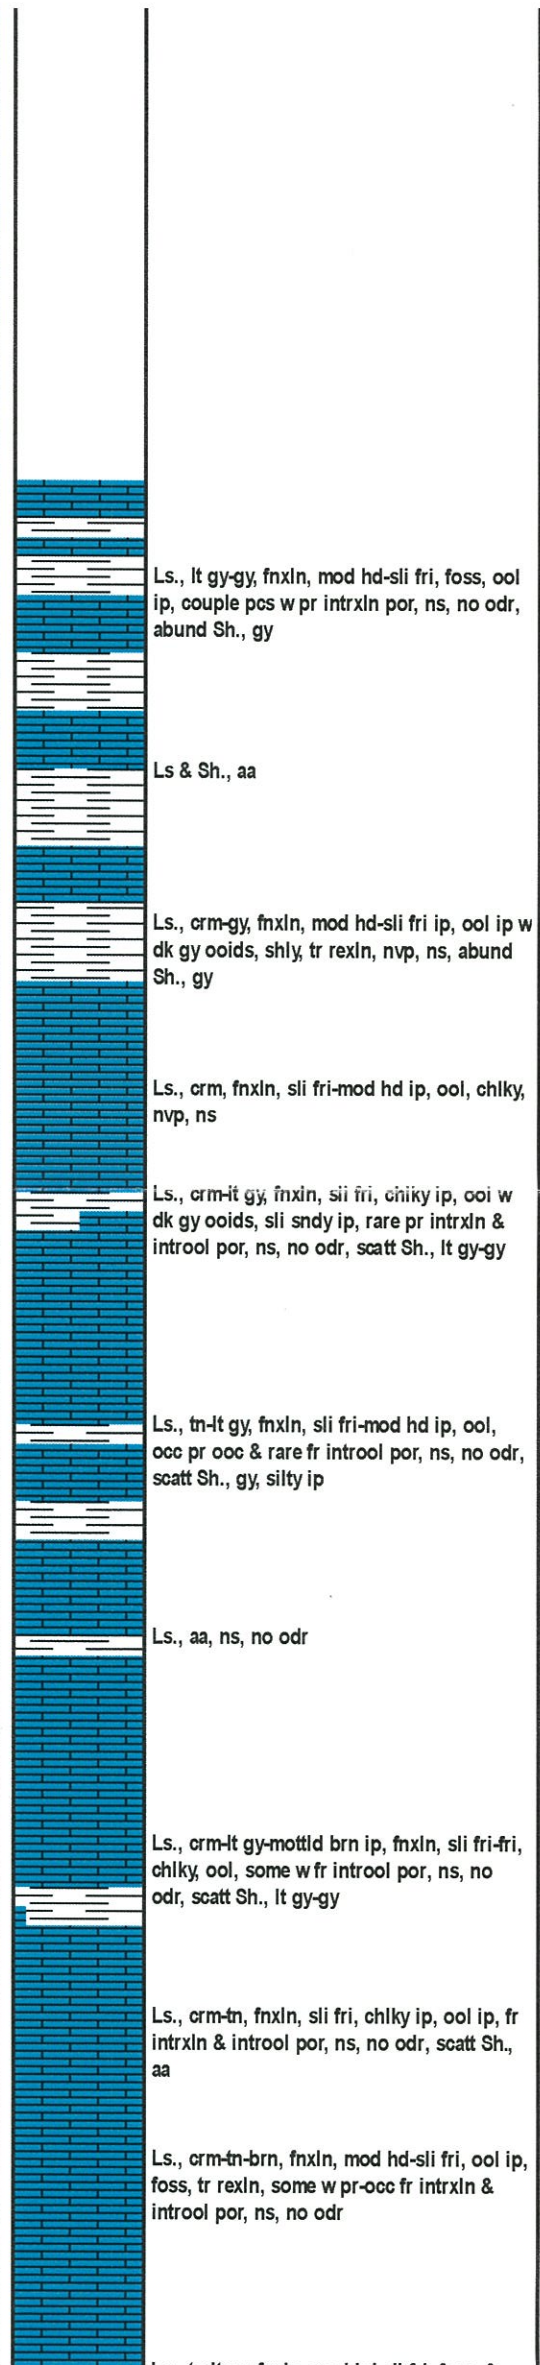 Ls., lt gy-gy, fnxln, mod hd-sli fri, foss, ool
ip, couple pcs w pr intrxln por, ns, no odr,
abund Sh., gy
Ls & Sh., aa
Ls., crm-gy, fnxln, mod hd-sli fri ip, ool ip w
dk gy ooids, shly, tr rexln, nvp, ns, abund
Sh., gy
Ls., crm, fnxln, sli fri-mod hd ip, ool, chlky,
nvp, ns
Ls., crm-lt gy, fnxln, sli fri, chlky ip, ool w
dk gy ooids, sli sndy ip, rare pr intrxln &
introol por, ns, no odr, scatt Sh., lt gy-gy
Ls., tn-lt gy, fnxln, sli fri-mod hd ip, ool,
occ pr ooc & rare fr introol por, ns, no odr,
scatt Sh., gy, silty ip
Ls., aa, ns, no odr
Ls., crm-lt gy-mottld brn ip, fnxln, sli fri-fri,
chlky, ool, some w fr introol por, ns, no
odr, scatt Sh., lt gy-gy
Ls., crm-tn, fnxln, sli fri, chlky ip, ool ip, fr
intrxln & introol por, ns, no odr, scatt Sh.,
aa
Ls., crm-tn-brn, fnxln, mod hd-sli fri, ool ip,
foss, tr rexln, some w pr-occ fr intrxln &
introol por, ns, no odr